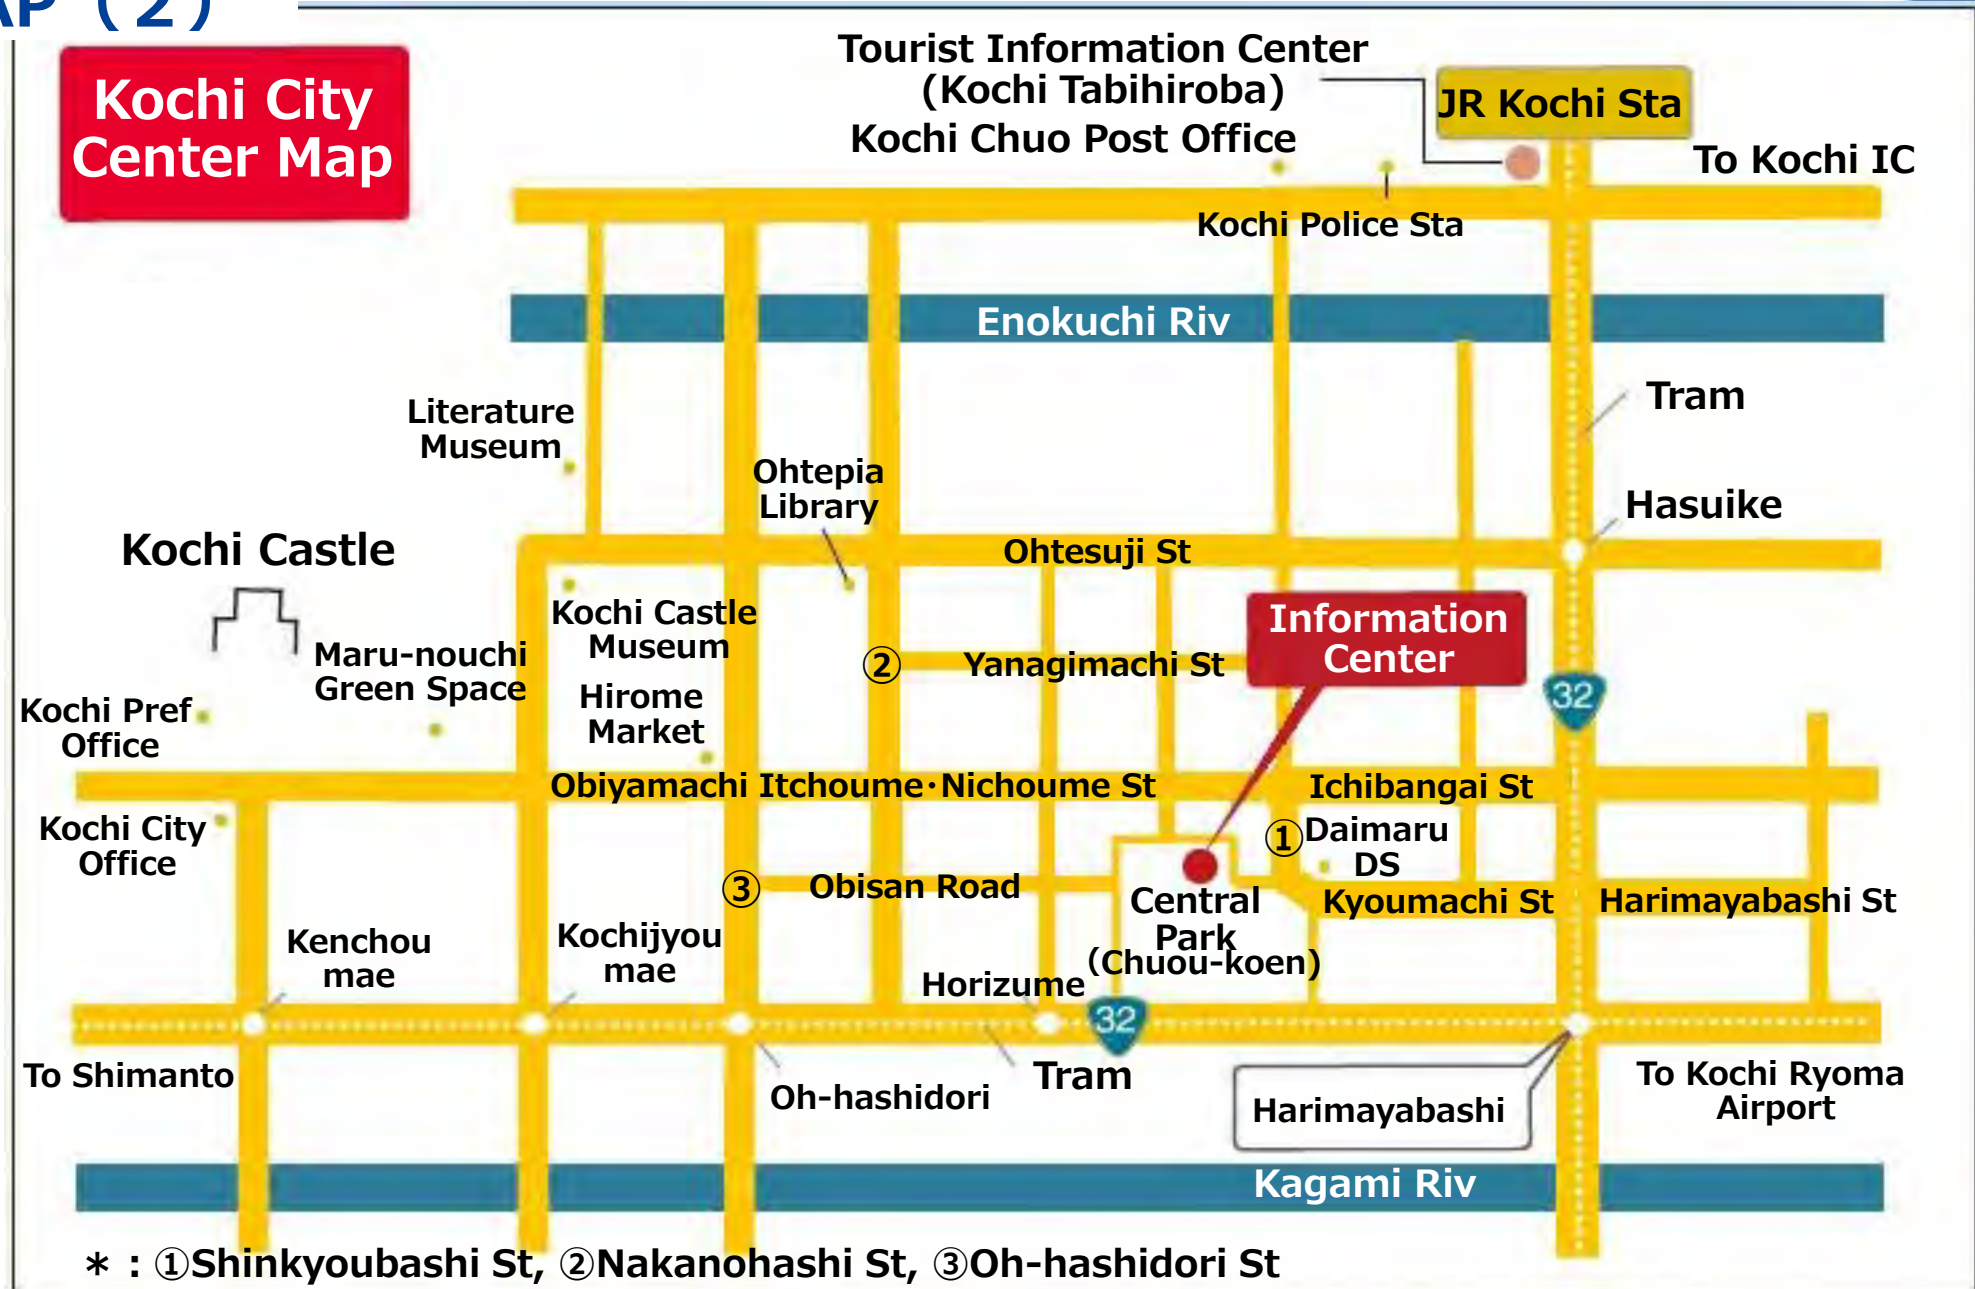 AP（2）
Kochi City
Center Map
Tourist Information Center
(Kochi Tabihiroba)
Kochi Chuo Post Office
JR Kochi Sta
To Kochi IC
Kochi Police Sta
Enokuchi Riv
Literature
Museum
Tram
Ohtepia
Library
Hasuike
Kochi Castle
Ohtesuji St
Kochi Castle
Museum
Information
Center
Maru-nouchi
Green Space
②
Yanagimachi St
32
Hirome
Market
Kochi Pref
Office
Obiyamachi Itchoume･Nichoume St
Ichibangai St
Kochi City
Office
①
Daimaru
DS
③
Obisan Road
Central
Park
(Chuou-koen)
Kyoumachi St
Harimayabashi St
Kenchou
mae
Kochijyou
mae
Horizume
32
To Shimanto
Oh-hashidori
Tram
Harimayabashi
To Kochi Ryoma
Airport
Kagami Riv
＊：①Shinkyoubashi St, ②Nakanohashi St, ③Oh-hashidori St